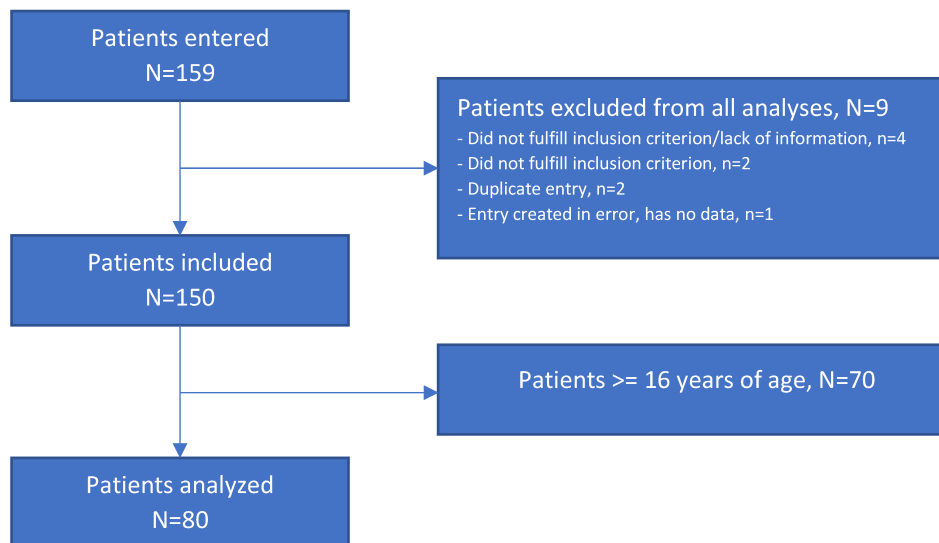 Patients entered
N=159
Patients excluded from all analyses, N=9
- Did not fulfill inclusion criterion/lack of information, n=4
- Did not fulfill inclusion criterion, n=2
- Duplicate entry, n=2
- Entry created in error, has no data, n=1
Patients included
N=150
Patients >= 16 years of age, N=70
Patients analyzed
N=80